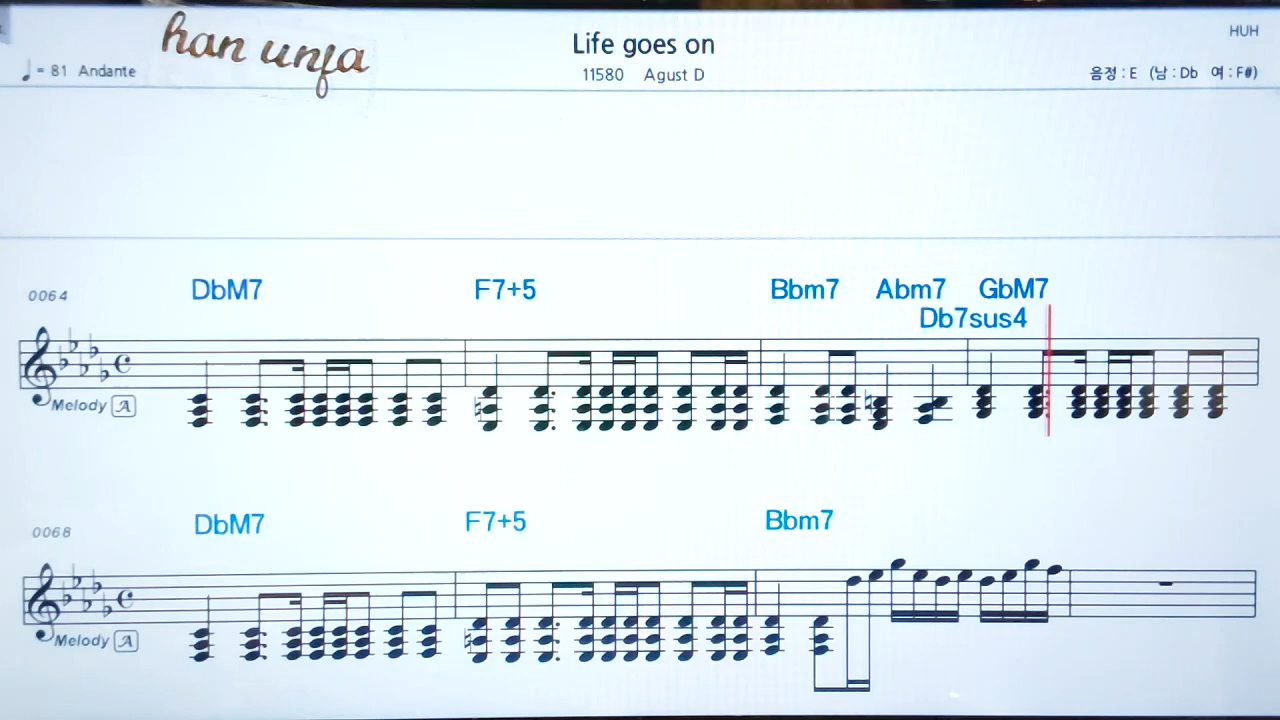 han unfa
Life goes on
HUH
♩ = 81 Andante
11580 Agust D
음정 : E (남 : Db 여 : F#)
0064 DbM7 F7+5 Bbm7 Abm7 GbM7
Db7sus4
Melody A
0068 DbM7 F7+5 Bbm7
Melody A